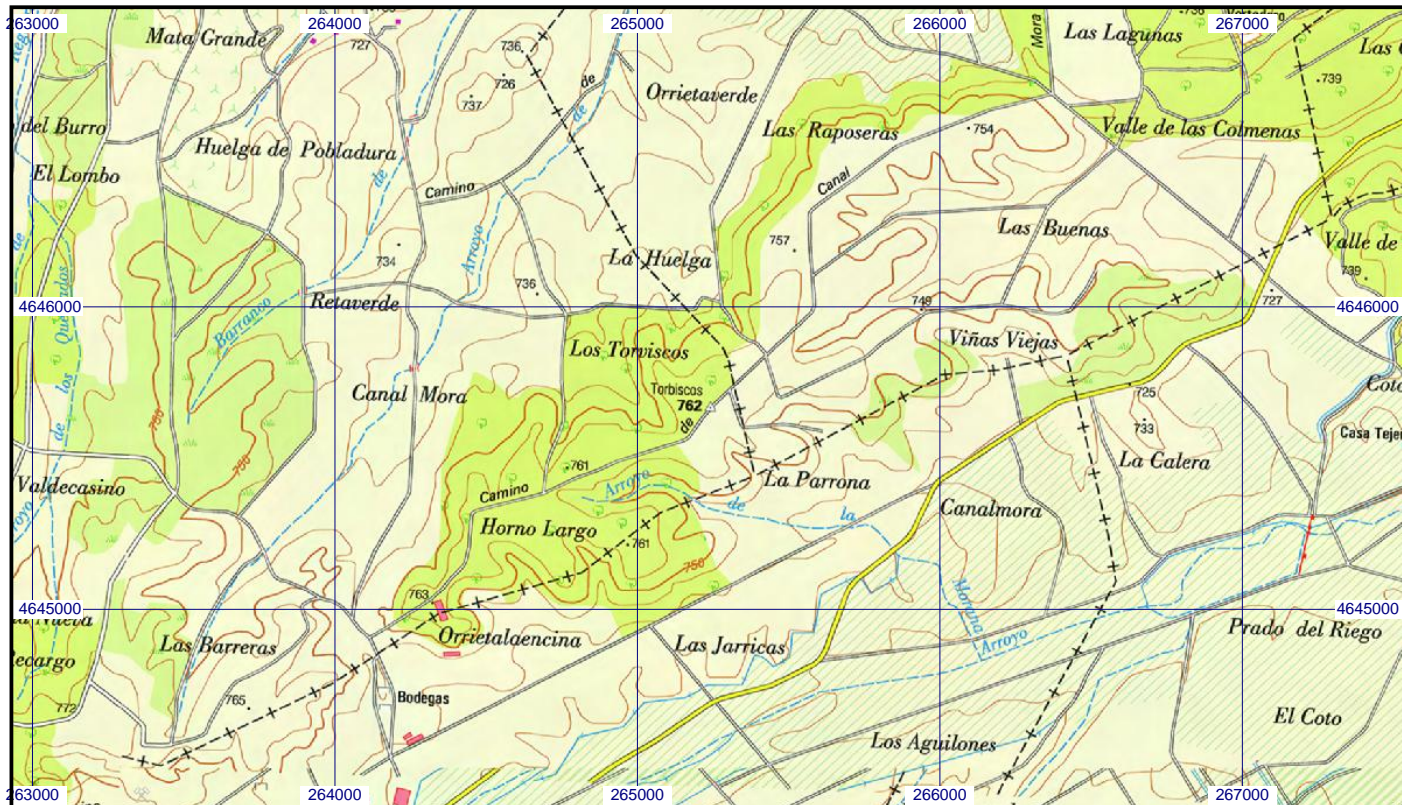 263000
264000
265000
266000
267000
Mata Grande
727
736
726
737
de
de
Orrietaverde
Mora
Las Lagunas
739
del Burro
El Lombo
Huelga de Pobladura
de
Camino
Las Raposeras
754
Valle de las Colmenas
Canal
Arroyo
de
Las Buenas
757
La Huelga
734
736
Valle de
739
Quemados
Barranco
Retaverde
4646000
4646000
749
727
Viñas Viejas
Los Torviscos
Torbiscos
762
de
los
Canal Mora
725
733
Casa Teje
750
750
761
La Calera
Camino
Arroyo
de
la
La Parrona
Valdecasino
de
Horno Largo
761
750
Canalmora
763
4645000
4645000
Morana
Arroyo
Las Barreras
Orrietalaencina
Las Jarricas
Prado del Riego
765
772
Bodegas
El Coto
Los Aguilones
263000
264000
265000
266000
267000